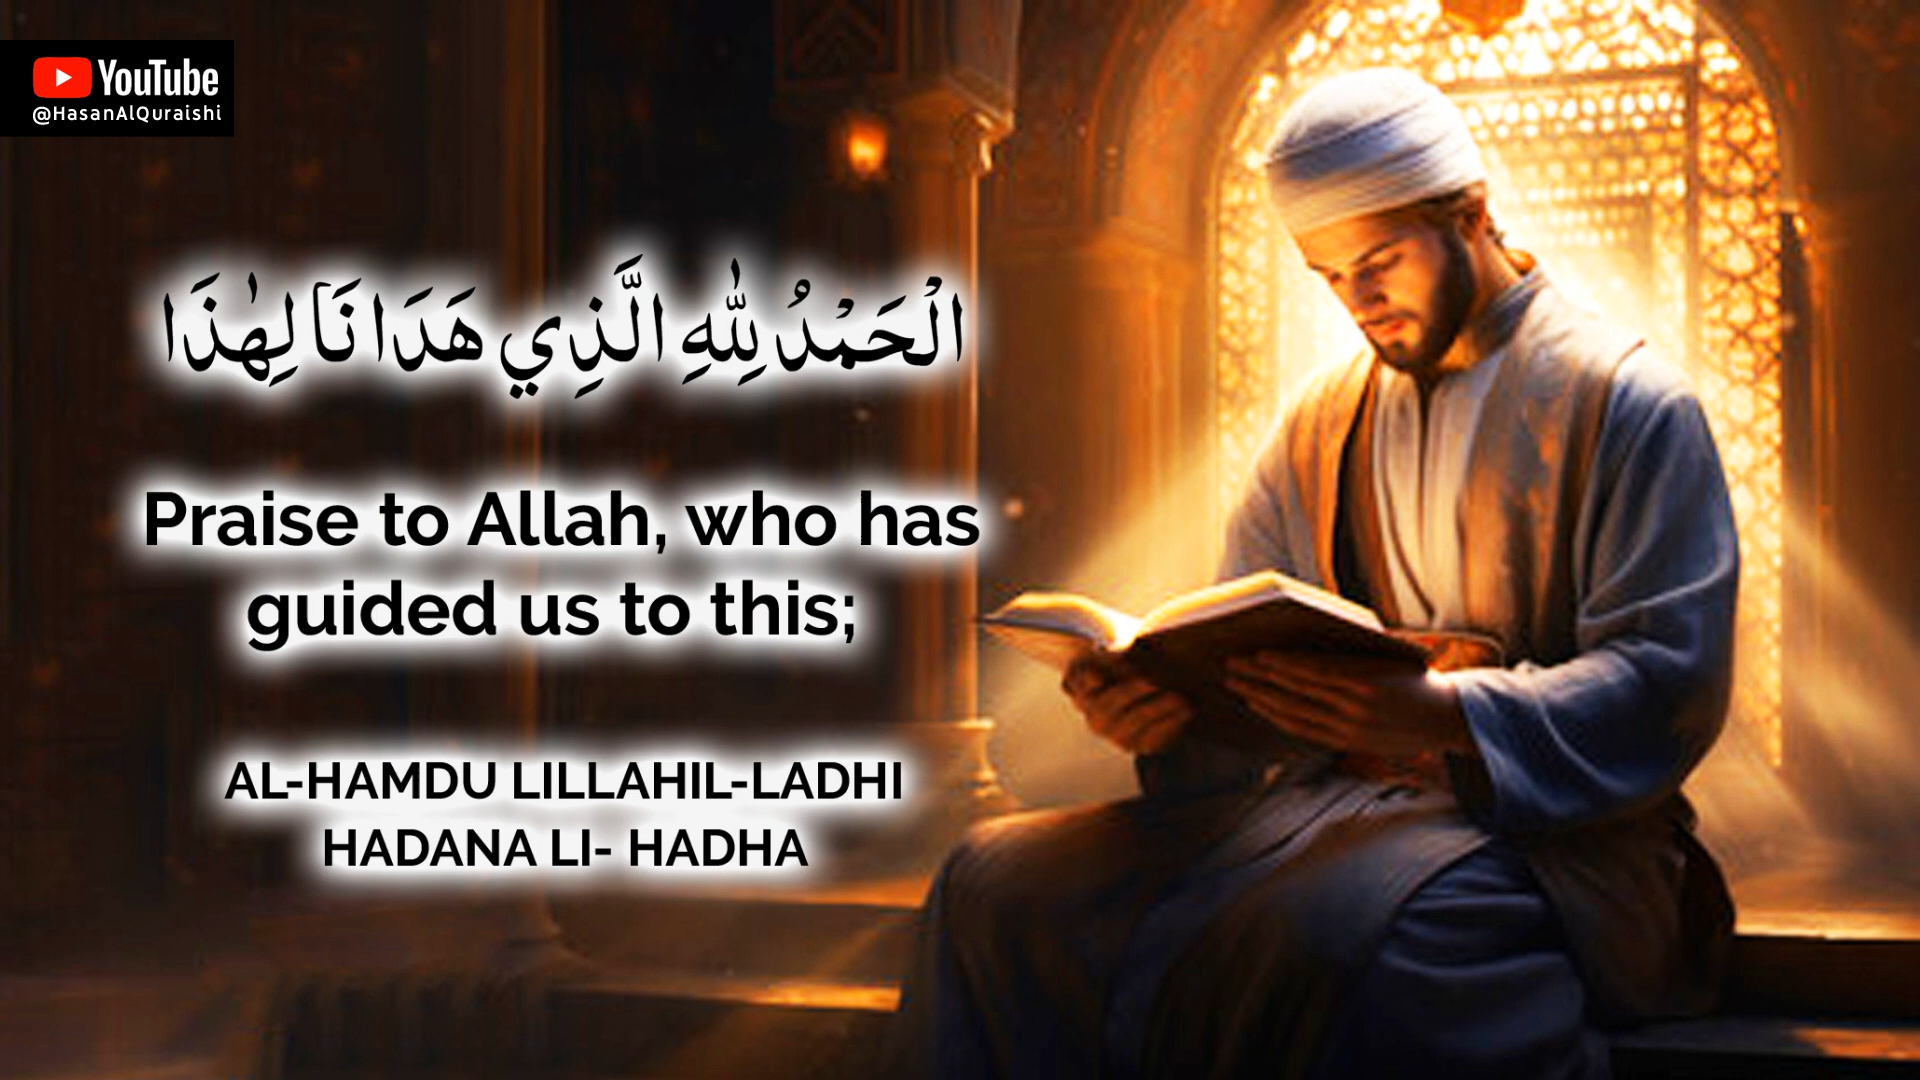 YouTube
@HasanAlQuraishi
الْحَمْدُ لِلّٰهِ الَّذِي هَدَانَا لِهٰذَا
Praise to Allah, who has
guided us to this;
AL-HAMDU LILLAHIL-LADHI
HADANA LI- HADHA